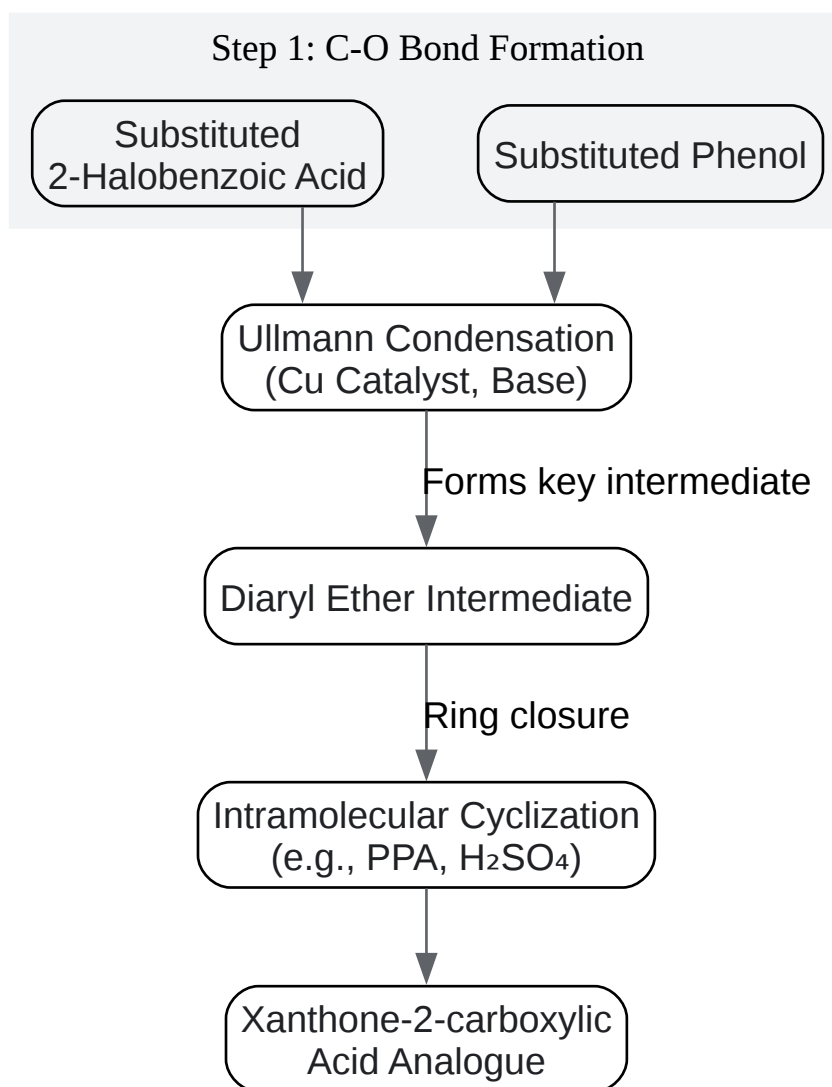 Step 1: C-O Bond Formation
Substituted
2-Halobenzoic Acid
Substituted Phenol
Ullmann Condensation
(Cu Catalyst, Base)
Forms key intermediate
Diaryl Ether Intermediate
Ring closure
Intramolecular Cyclization
(e.g., PPA, H₂SO₄)
Xanthone-2-carboxylic
Acid Analogue